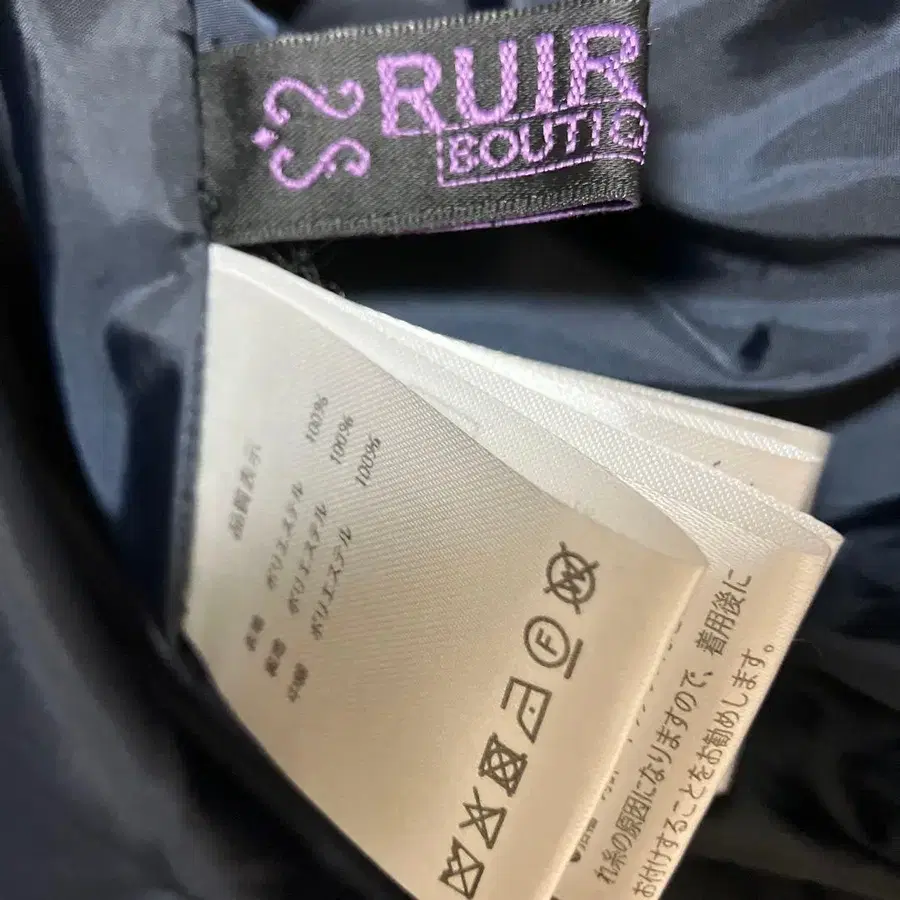 RUIR
BOUTIQ
品質表示
表地 ポリエステル 100%
裏地 ポリエステル 100%
中綿 ポリエステル 100%
F
W
れ糸の原因になりますので、着用後に
お付けすることをお勧めします。